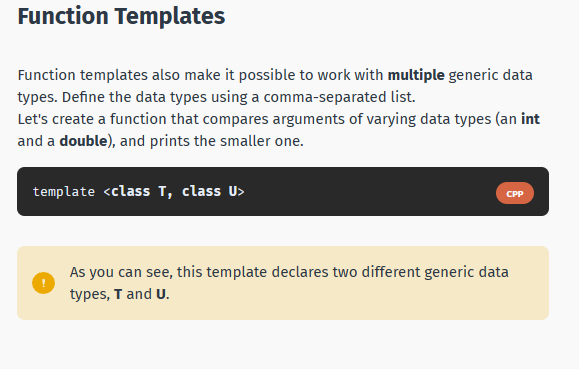 Function Templates
Function templates also make it possible to work with multiple generic data
types. Define the data types using a comma-separated list.
Let's create a function that compares arguments of varying data types (an int
and a double), and prints the smaller one.
template <class T, class U>
CPP
!
As you can see, this template declares two different generic data
types, T and U.